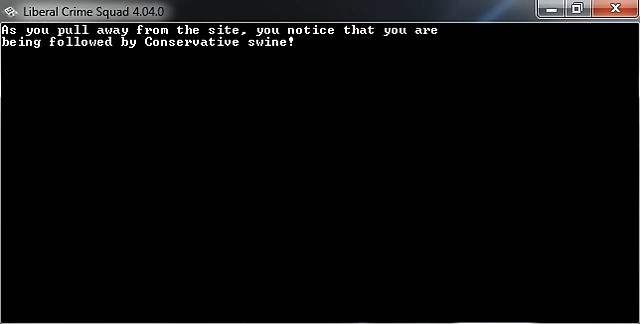 Liberal Crime Squad 4.04.0
As you pull away from the site, you notice that you are
being followed by Conservative swine!